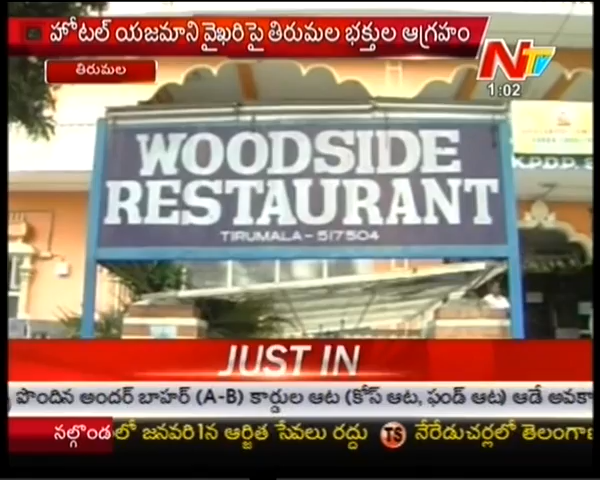 హోటల్ యజమాని వైఖరిపై తిరుమల భక్తుల ఆగ్రహం
NTV
తిరుమల
1:02
WOODSIDE
RESTAURANT
TIRUMALA - 517504
JUST IN
పొందిన అందర్ బాహర్ (A-B) కార్డుల ఆట (కోస్ ఆట, ఫండ్ ఆట) ఆడే అవకా
నల్గొండ లో జనవరి 1న ఆర్జిత సేవలు రద్దు TS నేరేడుచర్లలో తెలంగాణ